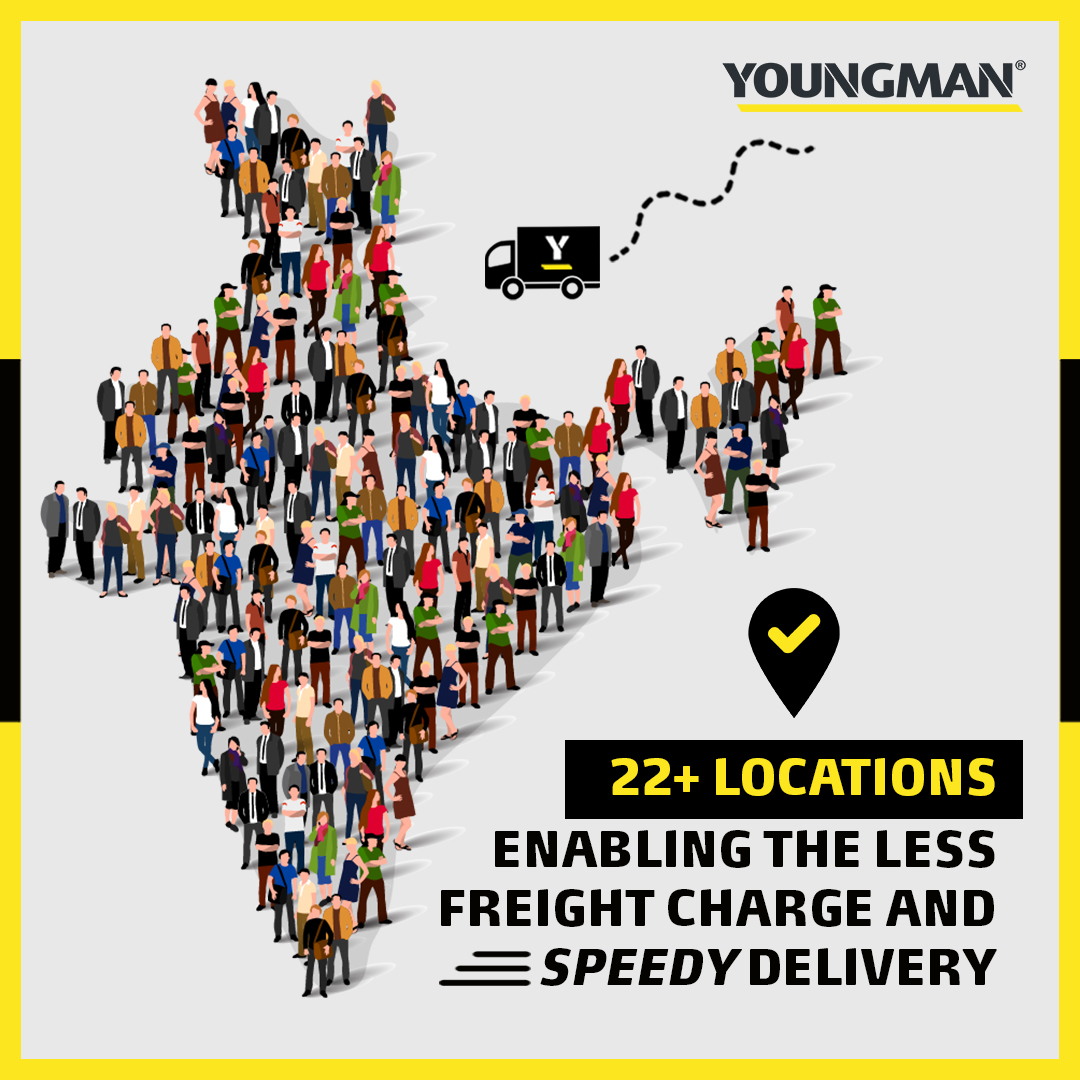 YOUNGMAN®
Y
22+ LOCATIONS
ENABLING THE LESS
FREIGHT CHARGE AND
SPEEDY DELIVERY